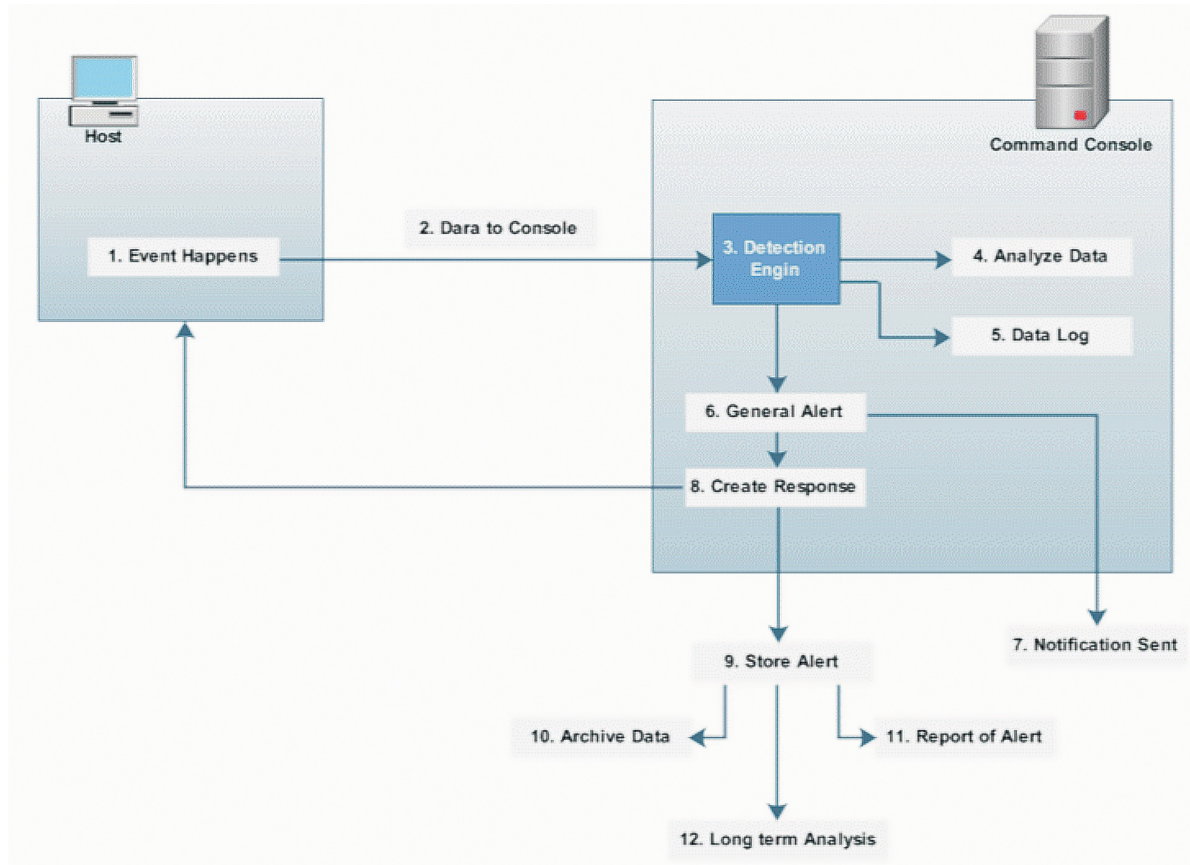 Host
Command Console
1. Event Happens
2. Dara to Console
3. Detection
Engin
4. Analyze Data
5. Data Log
6. General Alert
8. Create Response
7. Notification Sent
9. Store Alert
10. Archive Data
11. Report of Alert
12. Long term Analysis